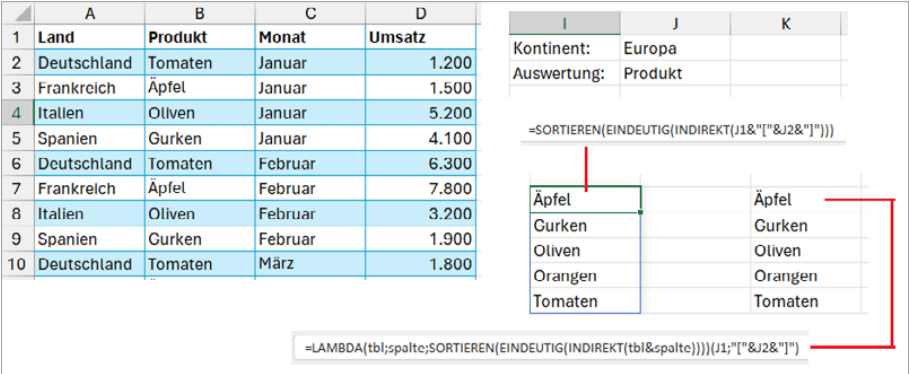 A B C D
1 Land Produkt Monat Umsatz
2 Deutschland Tomaten Januar 1.200
3 Frankreich Äpfel Januar 1.500
4 Italien Oliven Januar 5.200
5 Spanien Gurken Januar 4.100
6 Deutschland Tomaten Februar 6.300
7 Frankreich Äpfel Februar 7.800
8 Italien Oliven Februar 3.200
9 Spanien Gurken Februar 1.900
10 Deutschland Tomaten März 1.800
I J K
Kontinent: Europa
Auswertung: Produkt
=SORTIEREN(EINDEUTIG(INDIREKT(J1&"["&J2&"]")))
Äpfel Äpfel
Gurken Gurken
Oliven Oliven
Orangen Orangen
Tomaten Tomaten
=LAMBDA(tbl;spalte;SORTIEREN(EINDEUTIG(INDIREKT(tbl&spalte))))(J1;"["&J2&"]")